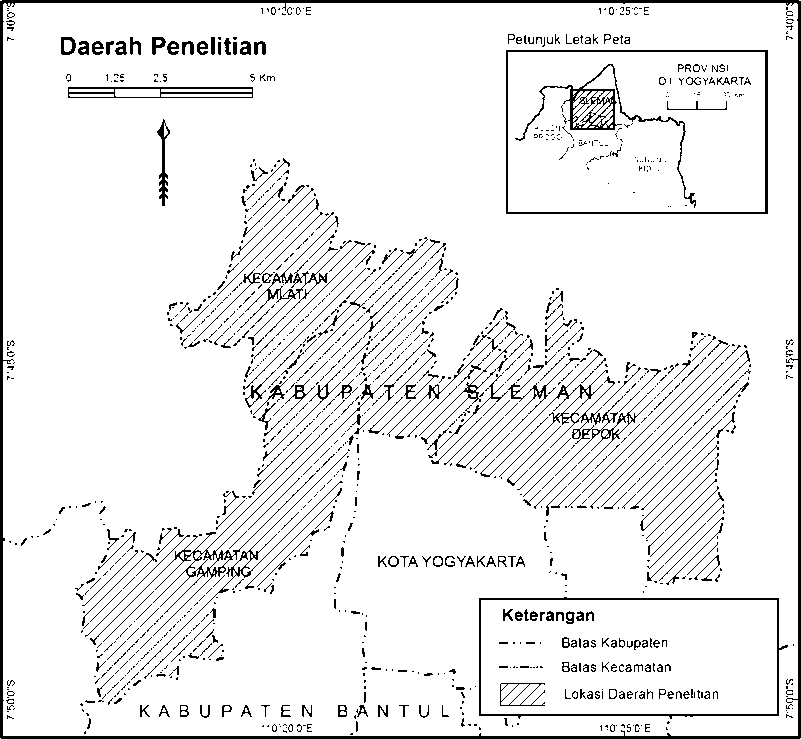 110°20'0"E
110°25'0"E
7°40'0"S
7°40'0"S
Daerah Penelitian
0 1,25 2,5 5 Km
Petunjuk Letak Peta
PROVINSI
D.I. YOGYAKARTA
SLEMAN
BANTUL
KECAMATAN
MLATI
7°45'0"S
7°45'0"S
KABUPATEN SLEMAN
KECAMATAN
DEPOK
KECAMATAN
GAMPING
KOTA YOGYAKARTA
Keterangan
Batas Kabupaten
Batas Kecamatan
Lokasi Daerah Penelitian
7°50'0"S
7°50'0"S
KABUPATEN BANTUL
110°20'0"E
110°25'0"E